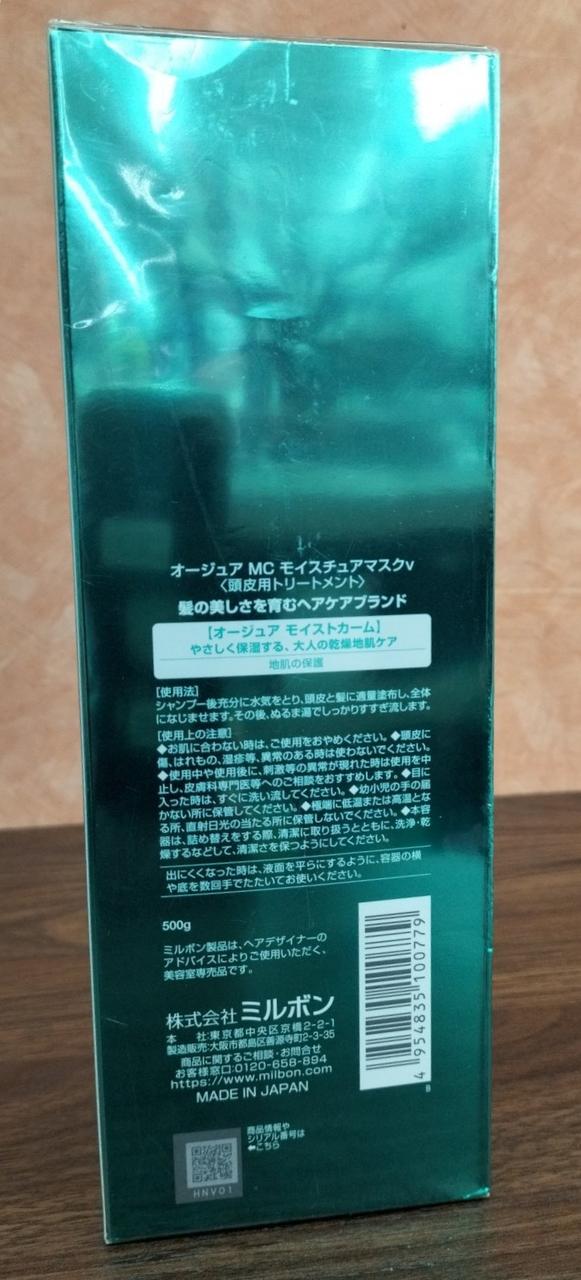 オージュア MC モイスチュアマスクv
〈頭皮用トリートメント〉
髪の美しさを育むヘアケアブランド
【オージュア モイストカーム】
やさしく保湿する、大人の乾燥地肌ケア
地肌の保護
[使用法]
シャンプー後充分に水気をとり、頭皮と髪に適量塗布し、全体
になじませます。その後、ぬるま湯でしっかりすすぎ流します。
[使用上の注意]
◆お肌に合わない時は、ご使用をおやめください。◆頭皮に
傷、はれもの、湿疹等、異常のある時は使わないでください。
◆使用中や使用後に、刺激等の異常が現れた時は使用を中
止し、皮膚科専門医等へのご相談をおすすめします。◆目に
入った時は、すぐに洗い流してください。◆幼小児の手の届
かない所に保管してください。◆極端に低温または高温とな
る所、直射日光の当たる所に保管しないでください。◆本容
器は、詰め替えをする際、清潔に取り扱うとともに、洗浄・乾
燥するなどして、清潔さを保つようにしてください。
出にくくなった時は、液面を平らにするように、容器の横
や底を数回手でたたいてお使いください。
500g
ミルボン製品は、ヘアデザイナーの
アドバイスによりご使用いただく、
美容室専売品です。
株式会社ミルボン
本 社:東京都中央区京橋2-2-1
製造販売:大阪市都島区善源寺町2-3-35
商品に関するご相談・お問合せ
お客様窓口:0120-658-894
https://www.milbon.com
MADE IN JAPAN
4 954835 100779
B
商品情報や
シリアル番号は
⬅こちら
HNV01